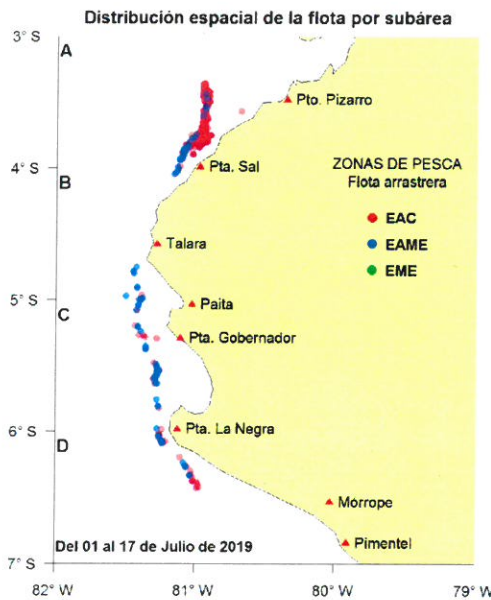 Distribución espacial de la flota por subárea
3° S
A
Pto. Pizarro
4° S
Pta. Sal
ZONAS DE PESCA
Flota arrastrera
B
EAC
Talara
EAME
EME
5° S
Paita
C
Pta. Gobernador
6° S
Pta. La Negra
D
Mórrope
Del 01 al 17 de Julio de 2019
Pimentel
7° S
82° W
81° W
80° W
79° W